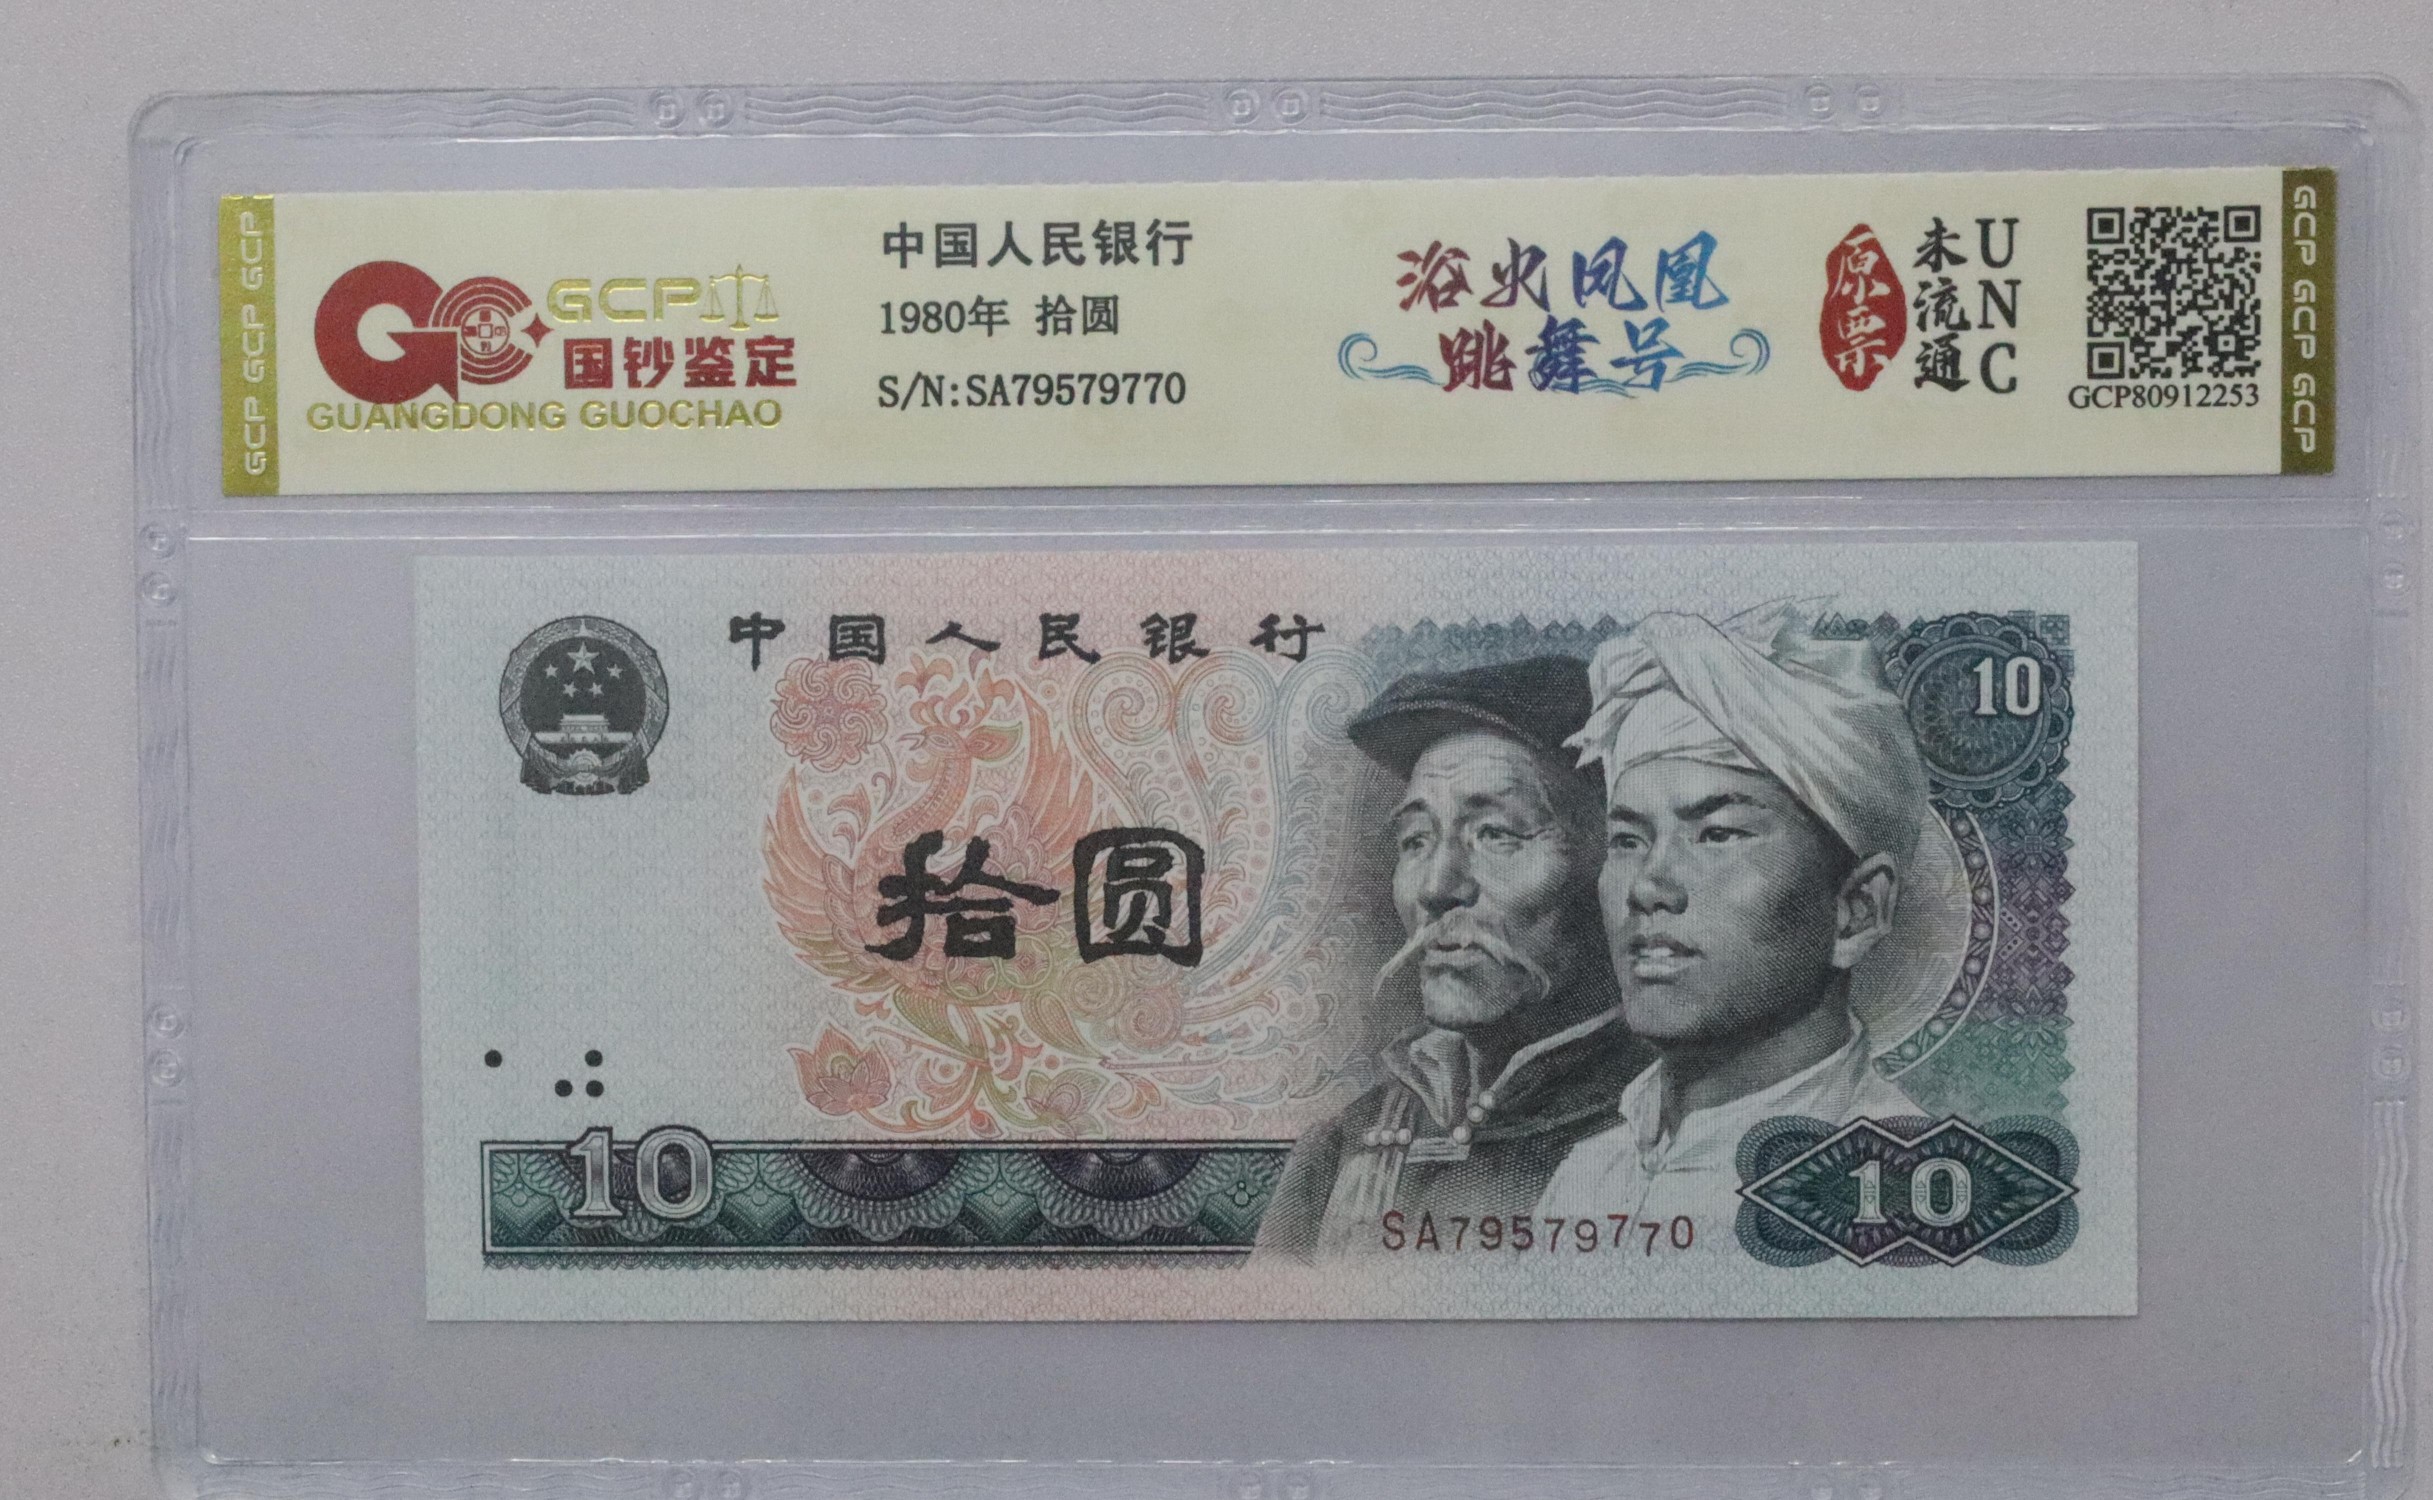 GCP GCP GCP
GCP
国钞鉴定
GUANGDONG GUOCHAO
中国人民银行
1980年 拾圆
S/N:SA79579770
浴火凤凰
跳舞号
原票
未流通
UNC
GCP80912253
GCP GCP GCP
中国人民银行
10
拾圆
10
SA79579770
10